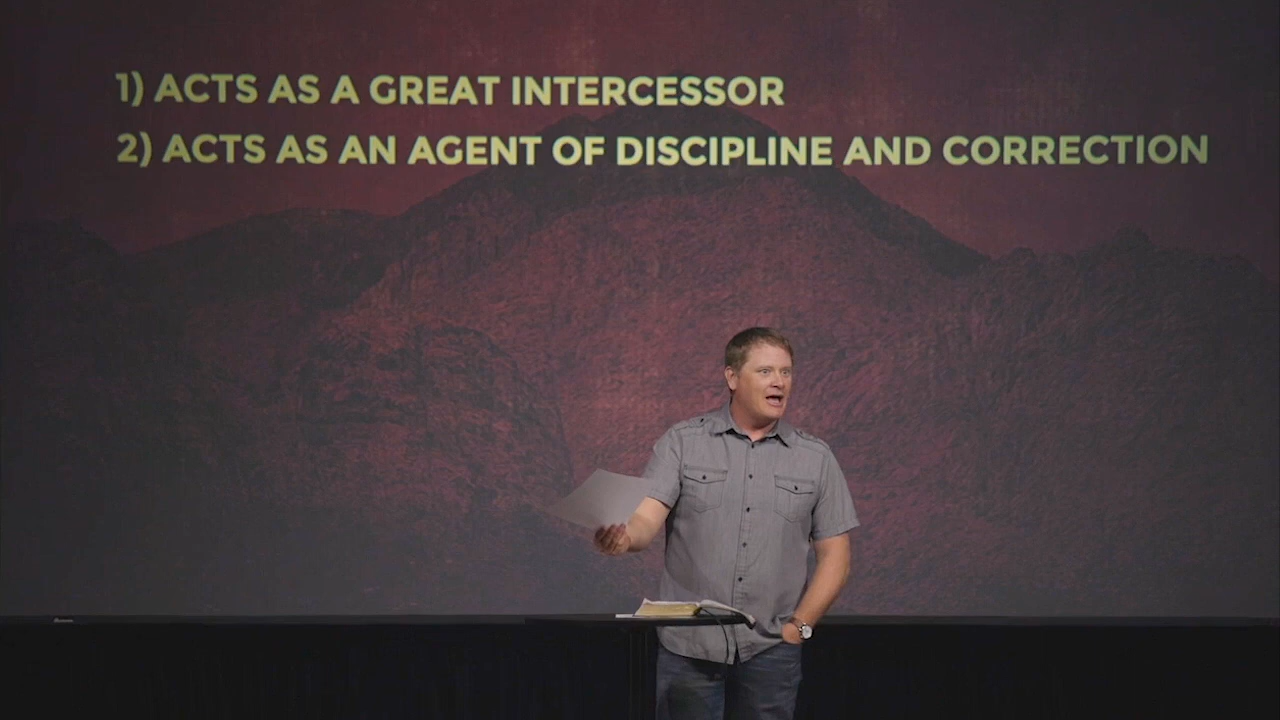 1) ACTS AS A GREAT INTERCESSOR
2) ACTS AS AN AGENT OF DISCIPLINE AND CORRECTION